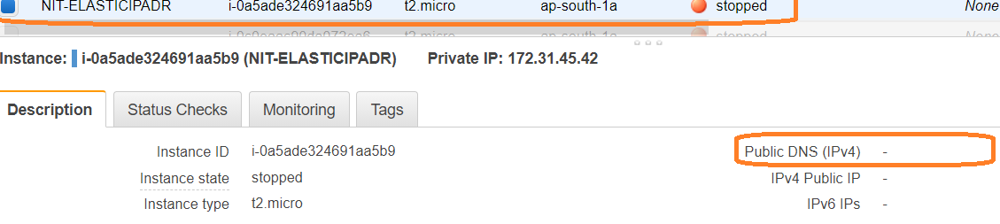 NIT-ELASTICIPADR i-0a5ade324691aa5b9 t2.micro ap-south-1a stopped None
t2.micro ap-south-1a stopped None
Instance: i-0a5ade324691aa5b9 (NIT-ELASTICIPADR) Private IP: 172.31.45.42
Description Status Checks Monitoring Tags
Instance ID i-0a5ade324691aa5b9 Public DNS (IPv4) -
Instance state stopped IPv4 Public IP -
Instance type t2.micro IPv6 IPs -